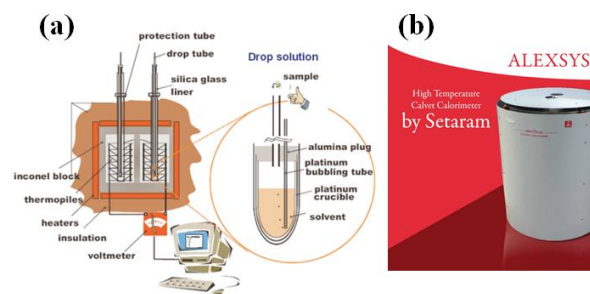 (a)
protection tube
drop tube
silica glass
liner
inconel block
thermopiles
heaters
insulation
voltmeter
Drop solution
sample
alumina plug
platinum
bubbling tube
platinum
crucible
solvent
(b)
ALEXSYS
High Temperature
Calvet Calorimeter
by Setaram